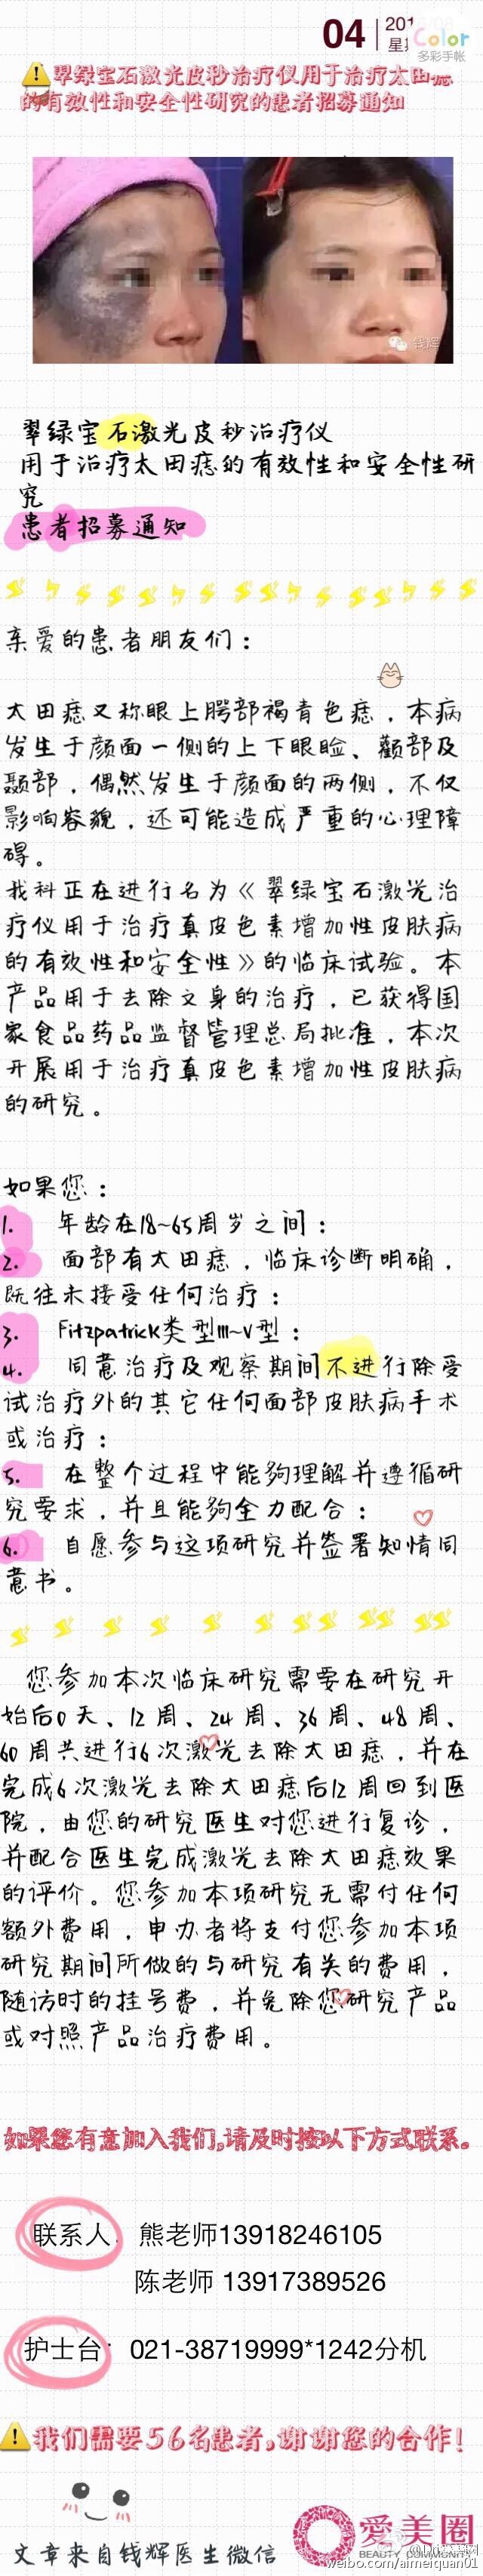 04
Color
多彩手帐
翠绿宝石激光皮秒治疗仪用于治疗太田痣
的有效性和安全性研究的患者招募通知
钱辉
翠绿宝石激光皮秒治疗仪
用于治疗太田痣的有效性和安全性研
究
患者招募通知
亲爱的患者朋友们：
太田痣又称眼上腭部褐青色痣，本病
发生于颜面一侧的上下眼睑、颧部及
颞部，偶然发生于颜面的两侧，不仅
影响容貌，还可能造成严重的心理障
碍。
我科正在进行名为《翠绿宝石激光治
疗仪用于治疗真皮色素增加性皮肤病
的有效性和安全性》的临床试验。本
产品用于去除文身的治疗，已获得国
家食品药品监督管理总局批准，本次
开展用于治疗真皮色素增加性皮肤病
的研究。
如果您：
1. 年龄在18~65周岁之间；
2. 面部有太田痣，临床诊断明确，
既往未接受任何治疗；
3. Fitzpatrick类型III~V型；
4. 同意治疗及观察期间不进行除受
试治疗外的其它任何面部皮肤病手术
或治疗；
5. 在整个过程中能够理解并遵循研
究要求，并且能够全力配合；
6. 自愿参与这项研究并签署知情同
意书。
您参加本次临床研究需要在研究开
始后0天、12周、24周、36周、48周、
60周共进行6次激光去除太田痣，并在
完成6次激光去除太田痣后12周回到医
院，由您的研究医生对您进行复诊，
并配合医生完成激光去除太田痣效果
的评价。您参加本项研究无需付任何
额外费用，申办者将支付您参加本项
研究期间所做的与研究有关的费用，
随访时的挂号费，并免除您研究产品
或对照产品治疗费用。
如果您有意加入我们,请及时按以下方式联系。
联系人：熊老师13918246105
陈老师 13917389526
护士台：021-38719999*1242分机
我们需要56名患者,谢谢您的合作!
文章来自钱辉医生微信
爱美圈
BEAUTY COMMUNITY
weibo.com/aimeiquan01